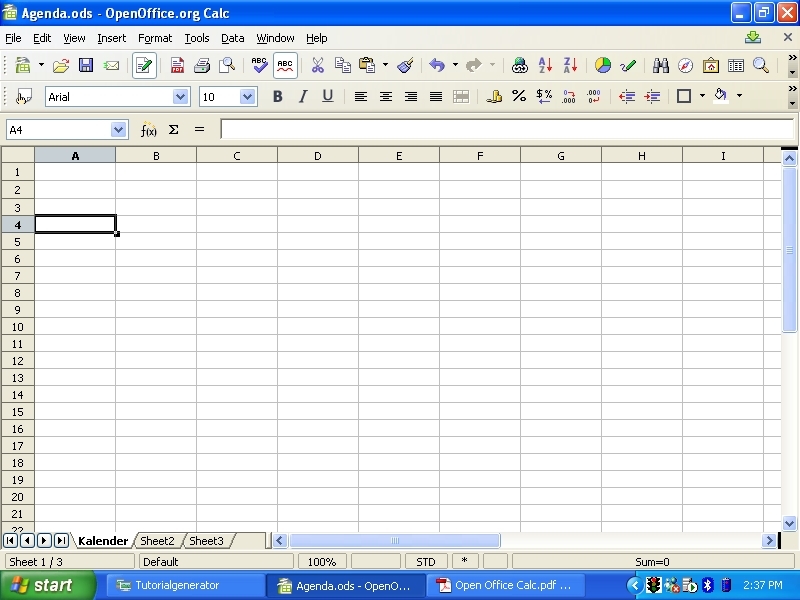 Agenda.ods - OpenOffice.org Calc
File Edit View Insert Format Tools Data Window Help
Arial 10 B I U
A4 f(x) Σ =
A B C D E F G H I
1
2
3
4
5
6
7
8
9
10
11
12
13
14
15
16
17
18
19
20
21
22
Kalender Sheet2 Sheet3
Sheet 1 / 3 Default 100% STD * Sum=0
start Tutorialgenerator Agenda.ods - OpenO... Open Office Calc.pdf ... 2:37 PM